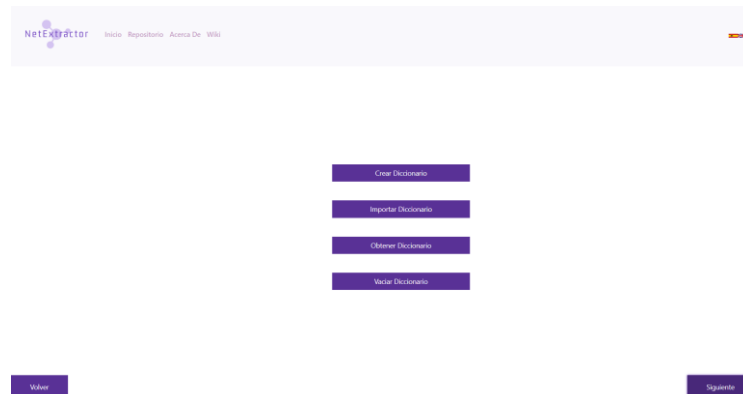 NetExtractor Inicio Repositorio Acerca De Wiki
Crear Diccionario
Importar Diccionario
Obtener Diccionario
Vaciar Diccionario
Volver Siguiente